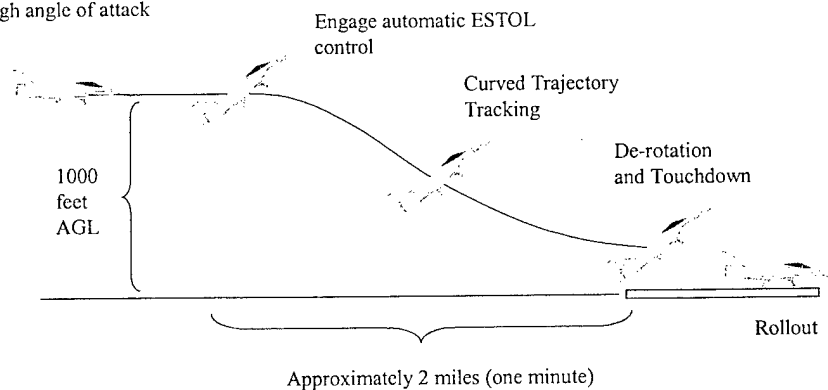 angle of attack
Engage automatic ESTOL
control
Curved Trajectory
Tracking
De-rotation
and Touchdown
1000
feet
AGL
Rollout
Approximately 2 miles (one minute)